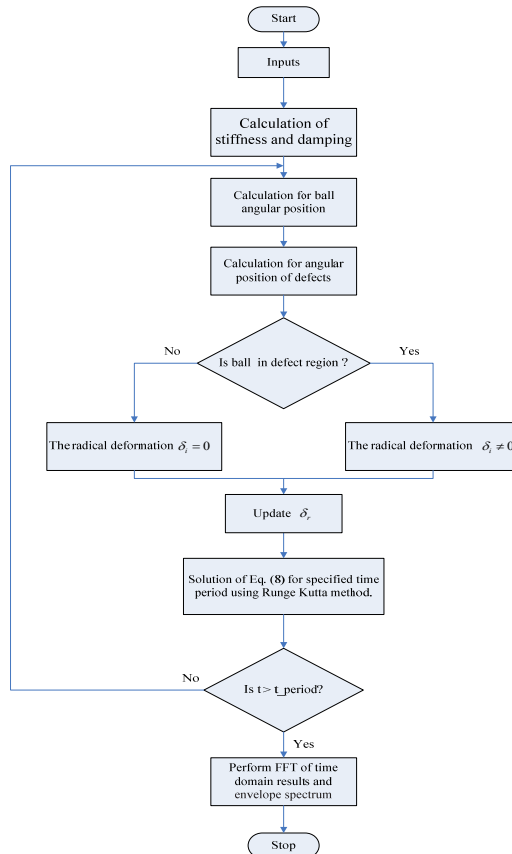 Start
Inputs
Calculation of
stiffness and damping
Calculation for ball
angular position
Calculation for angular
position of defects
Is ball in defect region ?
No
Yes
The radical deformation δᵢ = 0
The radical deformation δᵢ ≠ 0
Update δᵣ
Solution of Eq. (8) for specified time
period using Runge Kutta method.
Is t> t_period?
No
Yes
Perform FFT of time
domain results and
envelope spectrum
Stop